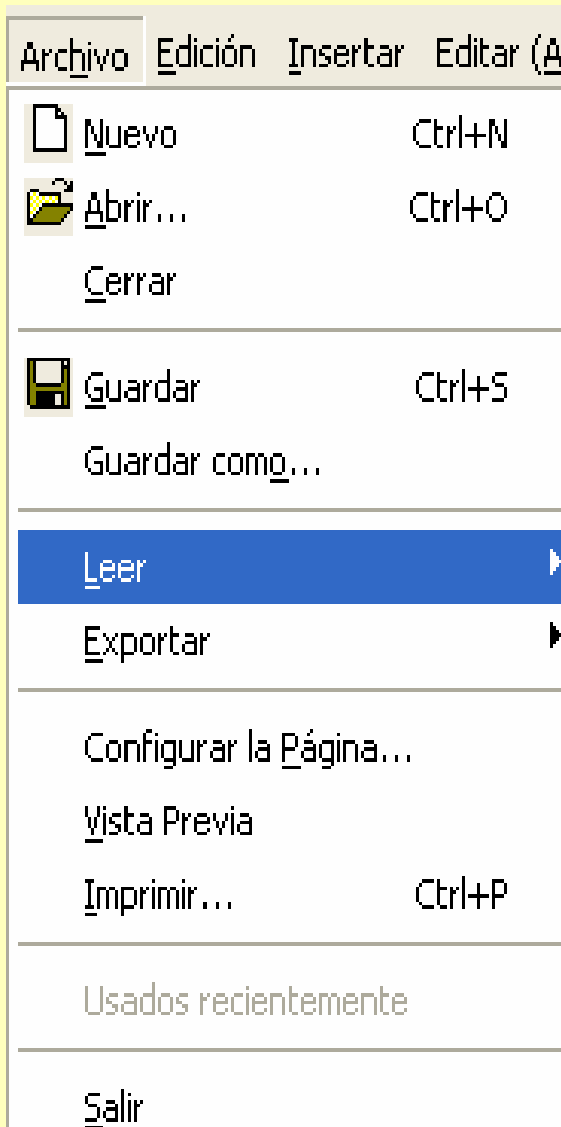 Archivo Edición Insertar Editar (A
Nuevo Ctrl+N
Abrir... Ctrl+O
Cerrar
Guardar Ctrl+S
Guardar como...
Leer
Exportar
Configurar la Página...
Vista Previa
Imprimir... Ctrl+P
Usados recientemente
Salir